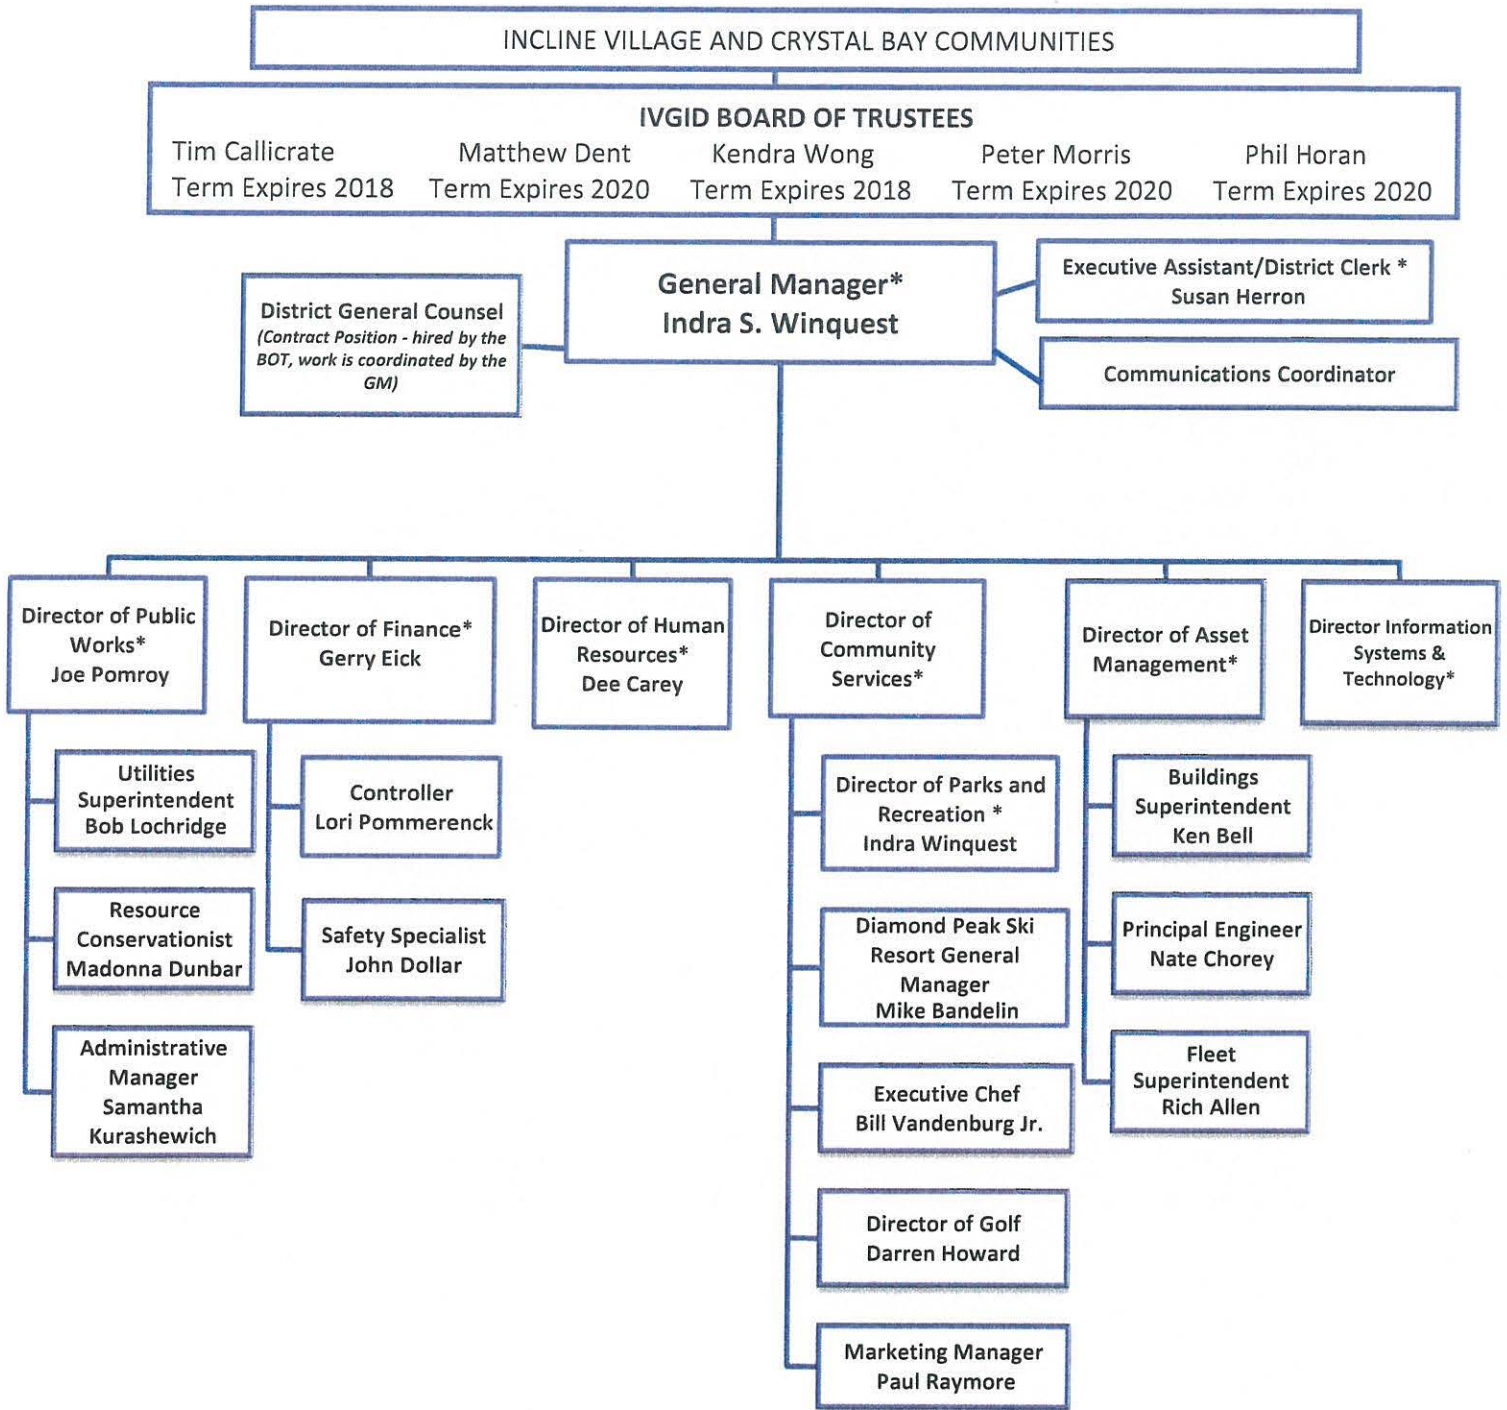 INCLINE VILLAGE AND CRYSTAL BAY COMMUNITIES
IVGID BOARD OF TRUSTEES
Tim Callicrate Matthew Dent Kendra Wong Peter Morris Phil Horan
Term Expires 2018 Term Expires 2020 Term Expires 2018 Term Expires 2020 Term Expires 2020
General Manager*
Indra S. Winquest
Executive Assistant/District Clerk *
Susan Herron
District General Counsel
(Contract Position - hired by the
BOT, work is coordinated by the
GM)
Communications Coordinator
Director of Public
Works*
Joe Pomroy
Director of Finance*
Gerry Eick
Director of Human
Resources*
Dee Carey
Director of
Community
Services*
Director of Asset
Management*
Director Information
Systems &
Technology*
Utilities
Superintendent
Bob Lochridge
Resource
Conservationist
Madonna Dunbar
Administrative
Manager
Samantha
Kurashewich
Controller
Lori Pommerenck
Safety Specialist
John Dollar
Director of Parks and
Recreation *
Indra Winquest
Diamond Peak Ski
Resort General
Manager
Mike Bandelin
Executive Chef
Bill Vandenburg Jr.
Director of Golf
Darren Howard
Marketing Manager
Paul Raymore
Buildings
Superintendent
Ken Bell
Principal Engineer
Nate Chorey
Fleet
Superintendent
Rich Allen